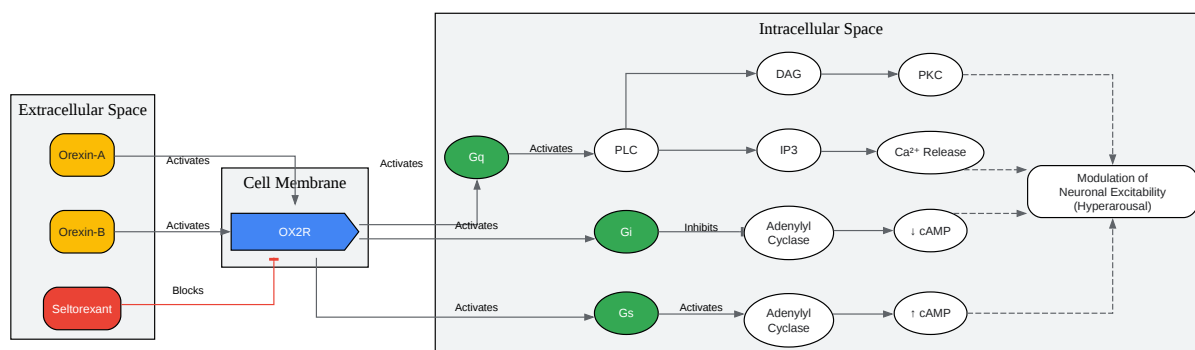 Intracellular Space
DAG
PKC
Extracellular Space
Orexin-A
Activates
Activates
Gq
Activates
PLC
IP3
Ca²⁺ Release
Cell Membrane
Modulation of
Neuronal Excitability
(Hyperarousal)
Orexin-B
Activates
OX2R
Activates
Gi
Inhibits
Adenylyl
Cyclase
↓ cAMP
Seltorexant
Blocks
Activates
Gs
Activates
Adenylyl
Cyclase
↑ cAMP